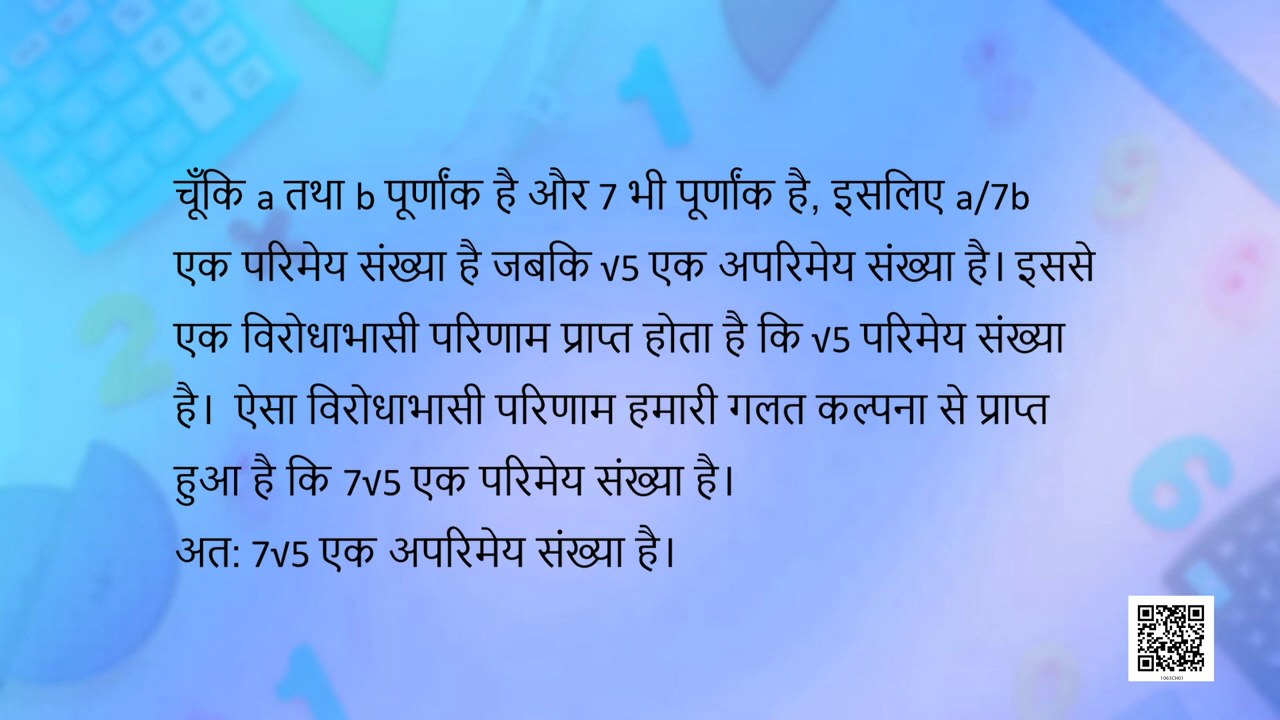 चूँकि a तथा b पूर्णांक है और 7 भी पूर्णांक है, इसलिए a/7b
एक परिमेय संख्या है जबकि √5 एक अपरिमेय संख्या है। इससे
एक विरोधाभासी परिणाम प्राप्त होता है कि √5 परिमेय संख्या
है। ऐसा विरोधाभासी परिणाम हमारी गलत कल्पना से प्राप्त
हुआ है कि 7√5 एक परिमेय संख्या है।
अत: 7√5 एक अपरिमेय संख्या है।
1063CH01